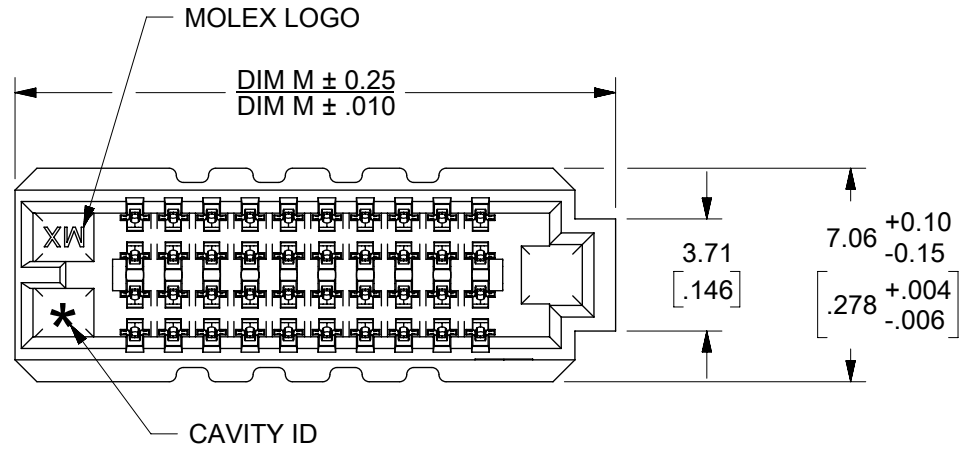 MOLEX LOGO
DIM M ± 0.25
DIM M ± .010
MX
*
3.71
[.146]
7.06 +0.10
-0.15
[.278 +.004
-.006]
CAVITY ID